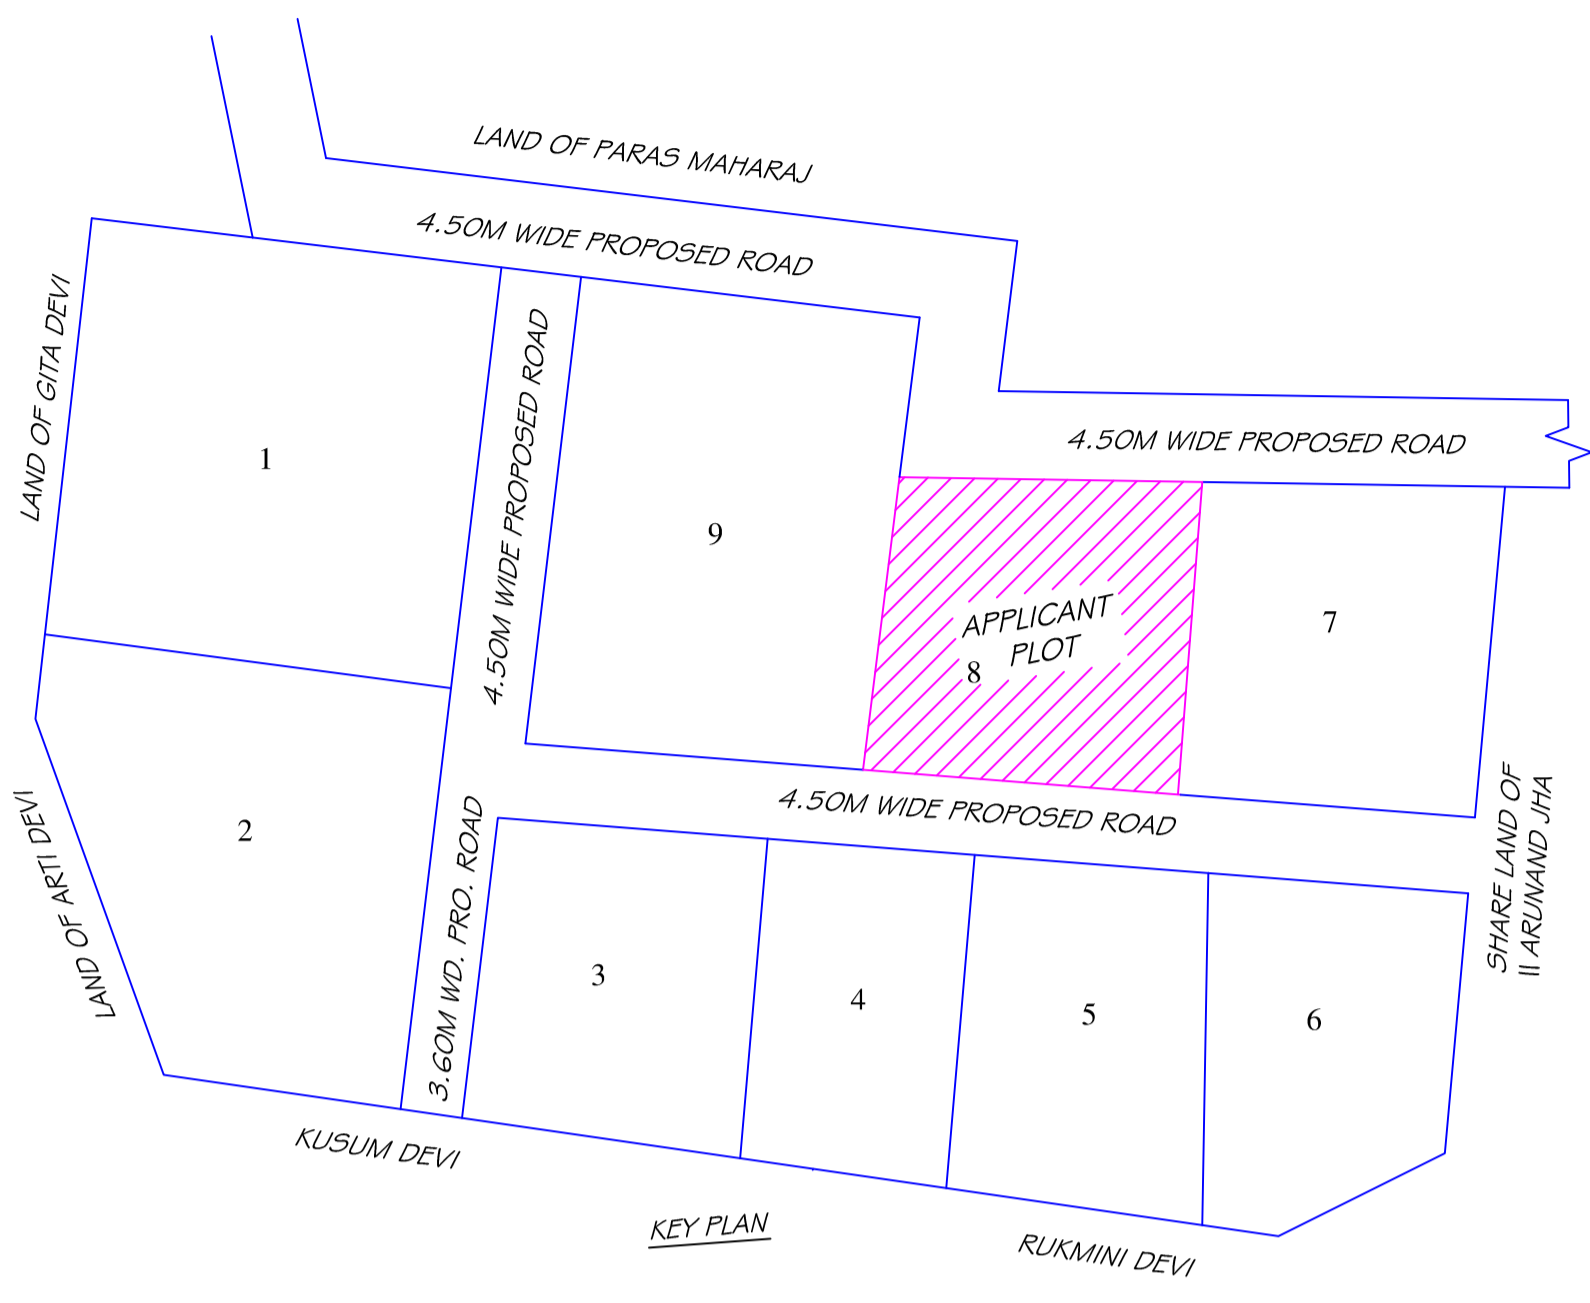 LAND OF PARAS MAHARAJ
4.50M WIDE PROPOSED ROAD
LAND OF GITA DEVI
1
4.50M WIDE PROPOSED ROAD
9
4.50M WIDE PROPOSED ROAD
APPLICANT
PLOT
8
7
LAND OF ARTI DEVI
2
3.60M WD. PRO. ROAD
4.50M WIDE PROPOSED ROAD
SHARE LAND OF
|| ARUNAND JHA
3
4
5
6
KUSUM DEVI
KEY PLAN
RUKMINI DEVI